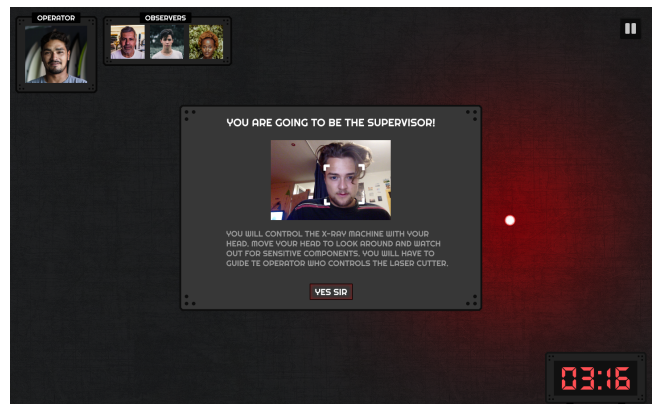 OPERATOR
OBSERVERS
YOU ARE GOING TO BE THE SUPERVISOR!
YOU WILL CONTROL THE X-RAY MACHINE WITH YOUR
HEAD. MOVE YOUR HEAD TO LOOK AROUND AND WATCH
OUT FOR SENSITIVE COMPONENTS. YOU WILL HAVE TO
GUIDE TE OPERATOR WHO CONTROLS THE LASER CUTTER.
YES SIR
03:16